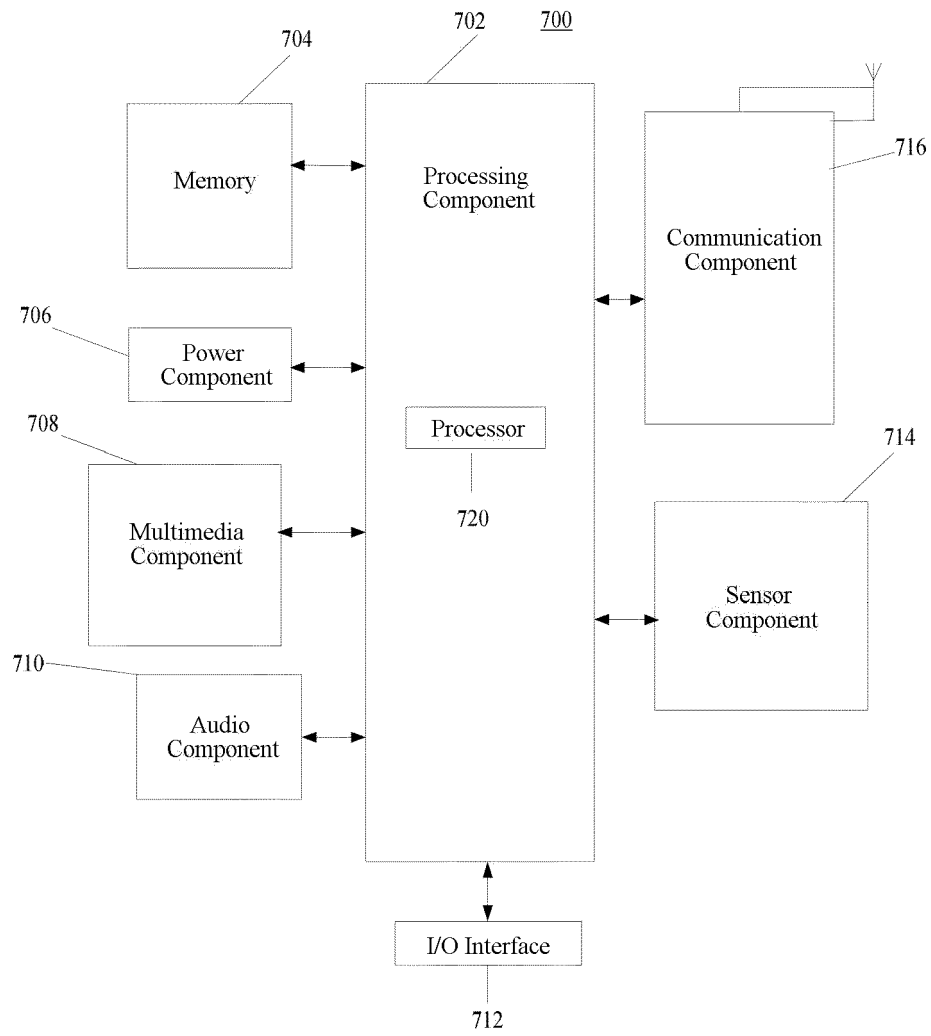 700
702
704
Memory
Processing
Component
716
Communication
Component
706
Power
Component
Processor
720
708
Multimedia
Component
714
Sensor
Component
710
Audio
Component
I/O Interface
712